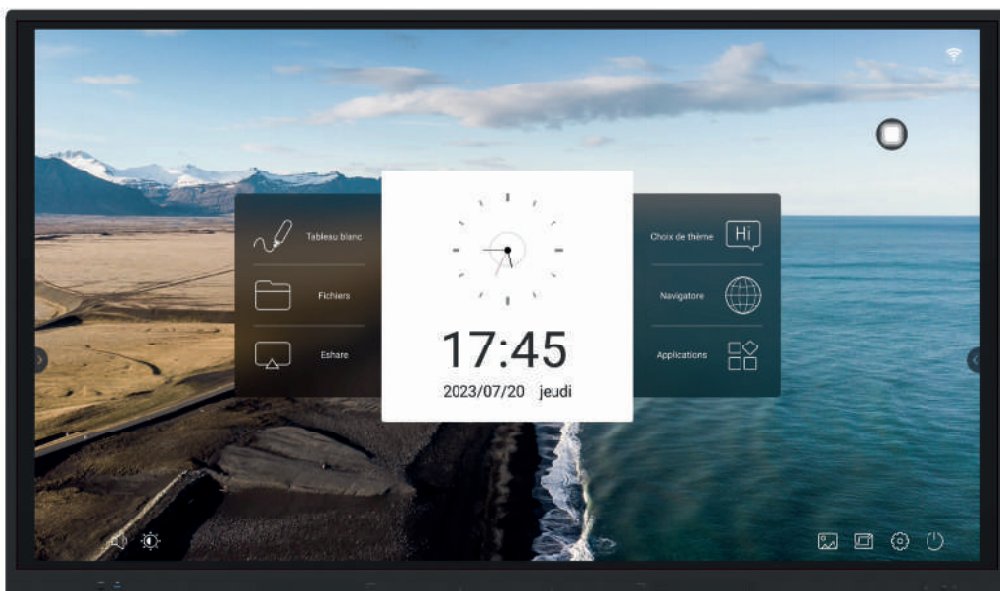 Tableau blanc
Fichiers
Eshare
17:45
2023/07/20 jeudi
Choix de thème
Hi
Navigatore
Applications